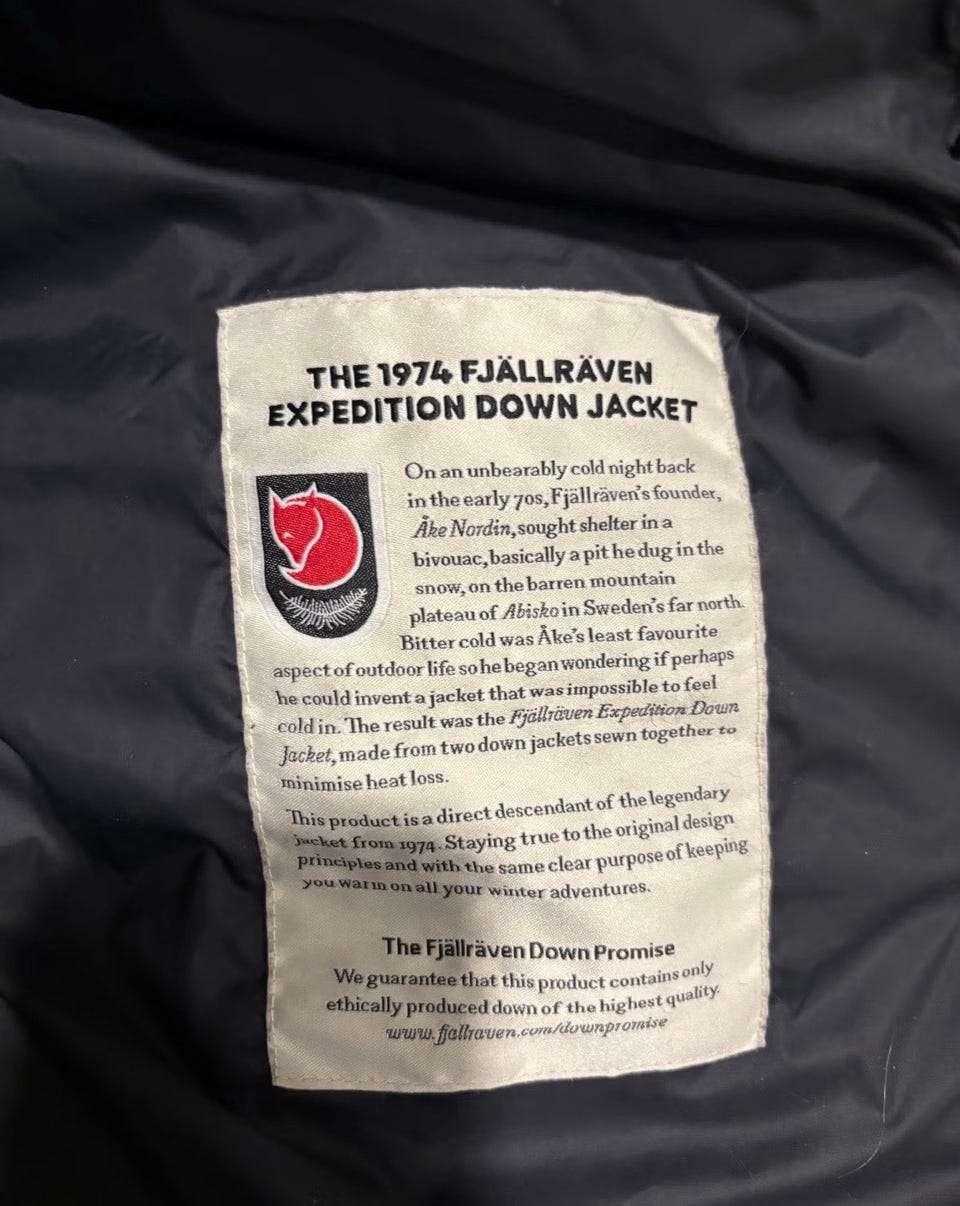 THE 1974 FJÄLLRÄVEN
EXPEDITION DOWN JACKET
On an unbearably cold night back
in the early 70s, Fjällräven's founder,
Åke Nordin, sought shelter in a
bivouac, basically a pit he dug in the
snow, on the barren mountain
plateau of Abisko in Sweden's far north.
Bitter cold was Åke's least favourite
aspect of outdoor life so he began wondering if perhaps
he could invent a jacket that was impossible to feel
cold in. The result was the Fjällräven Expedition Down
Jacket, made from two down jackets sewn together to
minimise heat loss.
This product is a direct descendant of the legendary
jacket from 1974. Staying true to the original design
principles and with the same clear purpose of keeping
you warm on all your winter adventures.
The Fjällräven Down Promise
We guarantee that this product contains only
ethically produced down of the highest quality.
www.fjallraven.com/downpromise